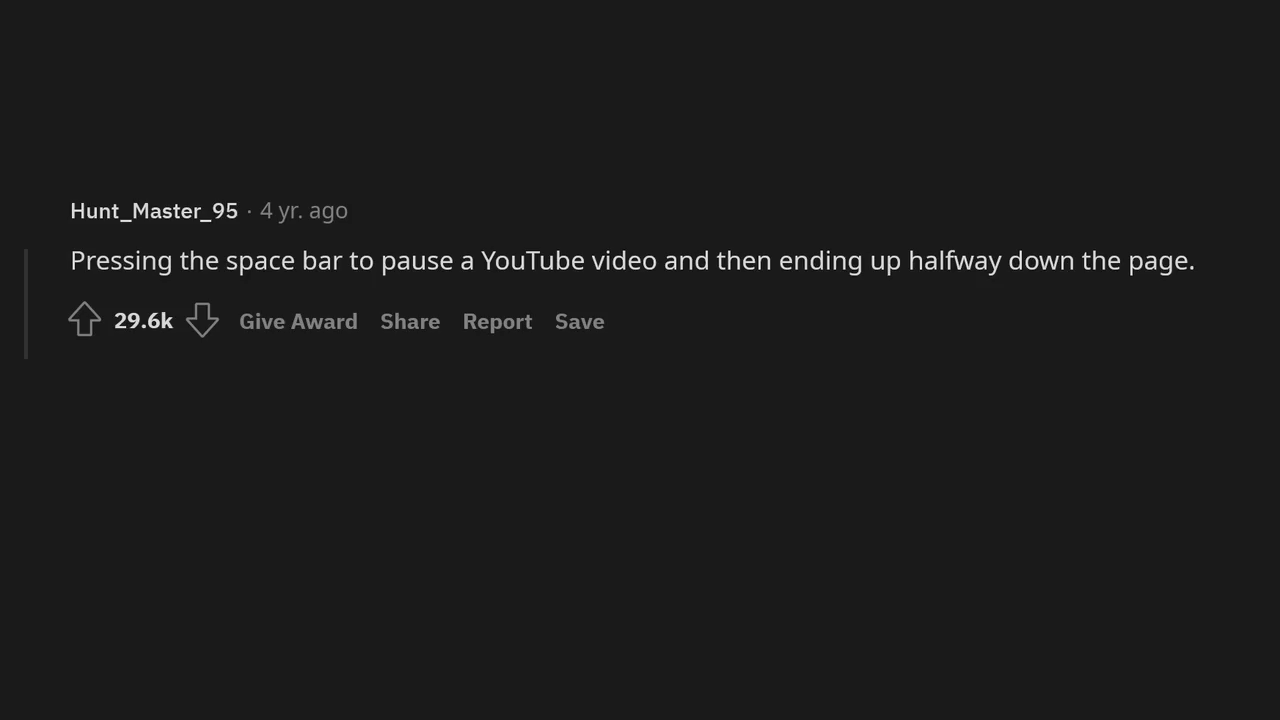 Hunt_Master_95 · 4 yr. ago
Pressing the space bar to pause a YouTube video and then ending up halfway down the page.
29.6k Give Award Share Report Save